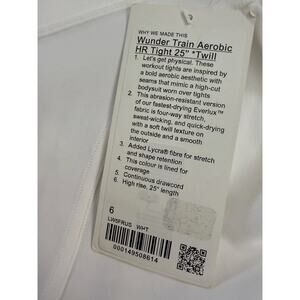 WHY WE MADE THIS
Wunder Train Aerobic
HR Tight 25" *Twill
1. Let's get physical. These
workout tights are inspired by
a bold aerobic aesthetic with
seams that mimic a high-cut
bodysuit worn over tights
2. This abrasion-resistant version
of our fastest-drying Everlux™
fabric is four-way stretch,
sweat-wicking, and quick-drying
with a soft twill texture on
the outside and a smooth
interior
3. Added Lycra® fibre for stretch
and shape retention
4. This colour is lined for
coverage
5. Continuous drawcord
6. High rise, 25" length
6
LW5FRUS WHT
000149508614